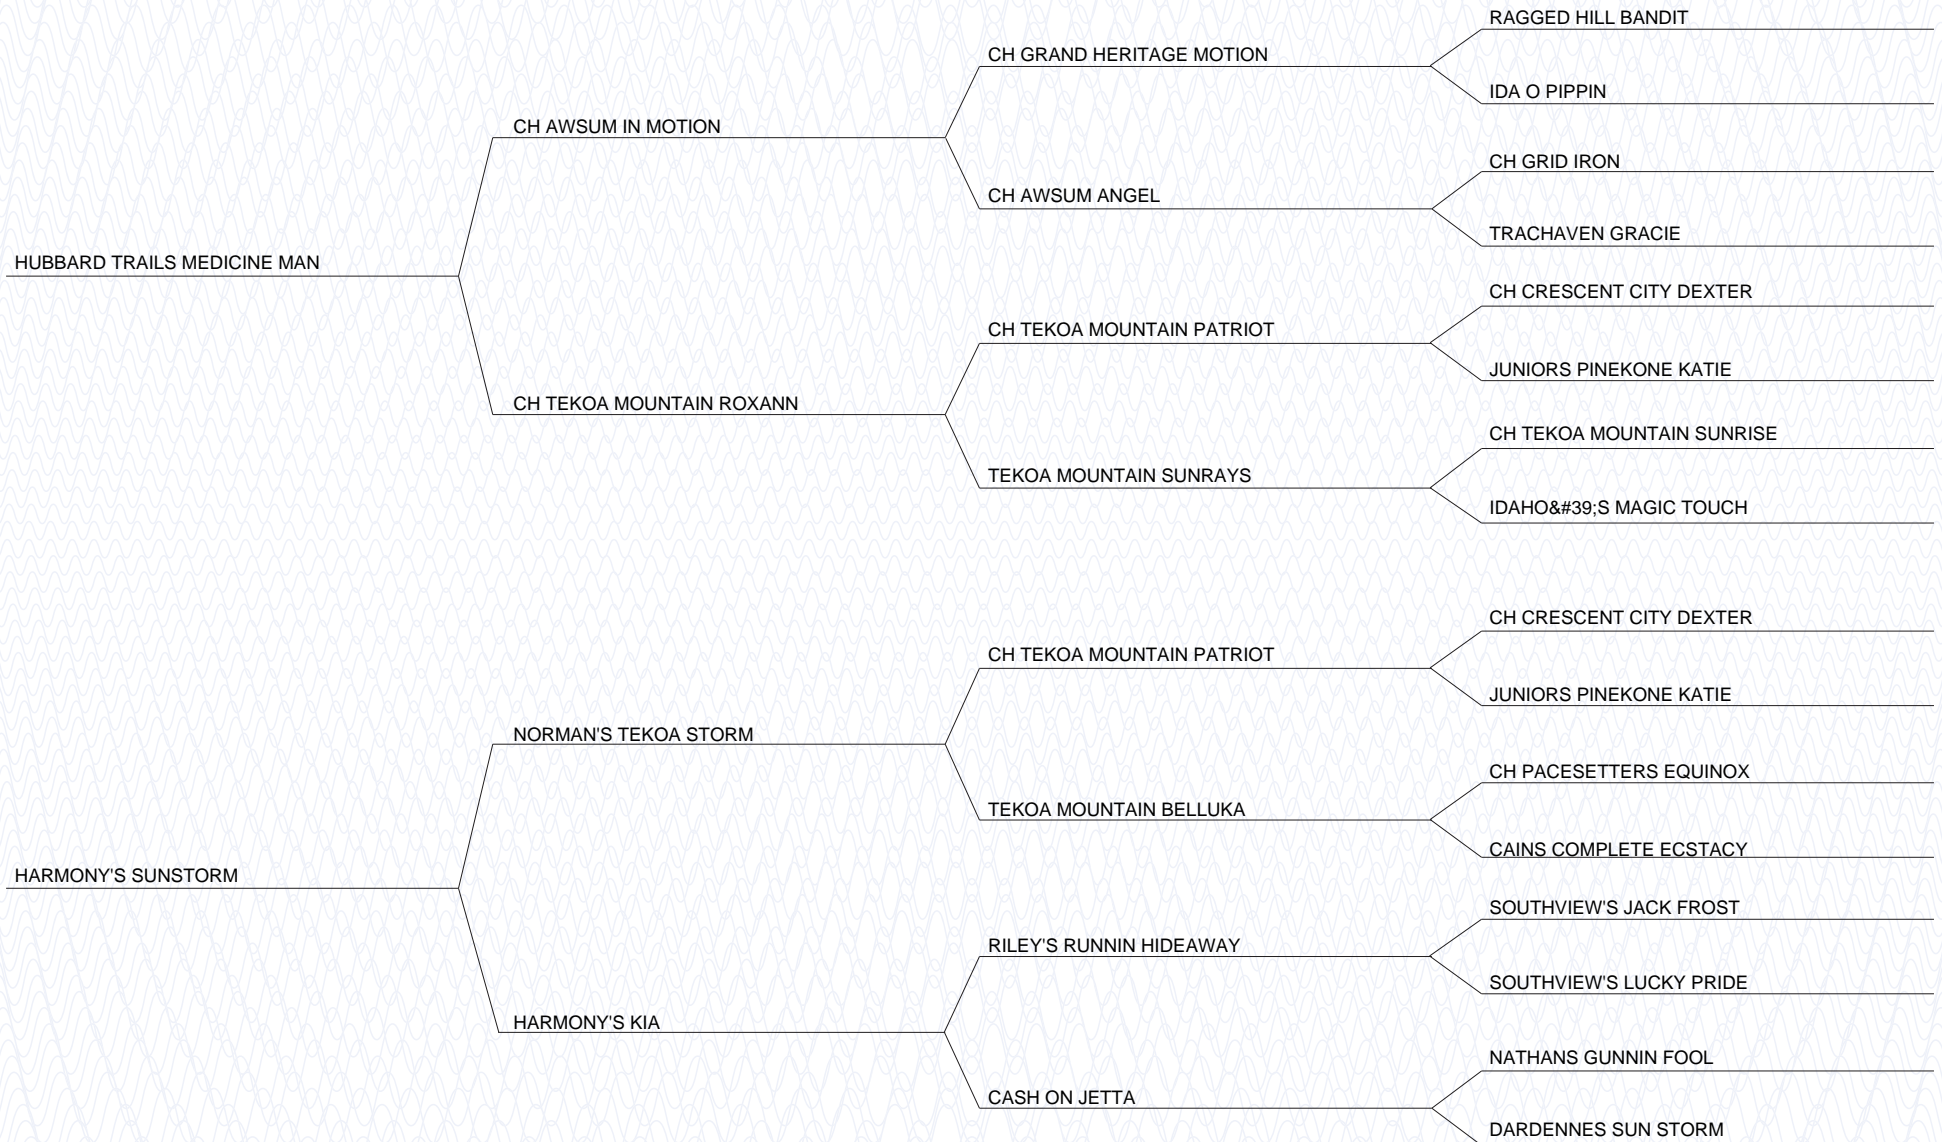 RAGGED HILL BANDIT
CH GRAND HERITAGE MOTION
IDA O PIPPIN
CH AWSUM IN MOTION
CH GRID IRON
CH AWSUM ANGEL
TRACHAVEN GRACIE
HUBBARD TRAILS MEDICINE MAN
CH CRESCENT CITY DEXTER
CH TEKOA MOUNTAIN PATRIOT
JUNIORS PINEKONE KATIE
CH TEKOA MOUNTAIN ROXANN
CH TEKOA MOUNTAIN SUNRISE
TEKOA MOUNTAIN SUNRAYS
IDAHO&#39;S MAGIC TOUCH
CH CRESCENT CITY DEXTER
CH TEKOA MOUNTAIN PATRIOT
JUNIORS PINEKONE KATIE
NORMAN'S TEKOA STORM
CH PACESETTERS EQUINOX
TEKOA MOUNTAIN BELLUKA
CAINS COMPLETE ECSTACY
HARMONY'S SUNSTORM
SOUTHVIEW'S JACK FROST
RILEY'S RUNNIN HIDEAWAY
SOUTHVIEW'S LUCKY PRIDE
HARMONY'S KIA
NATHANS GUNNIN FOOL
CASH ON JETTA
DARDENNES SUN STORM